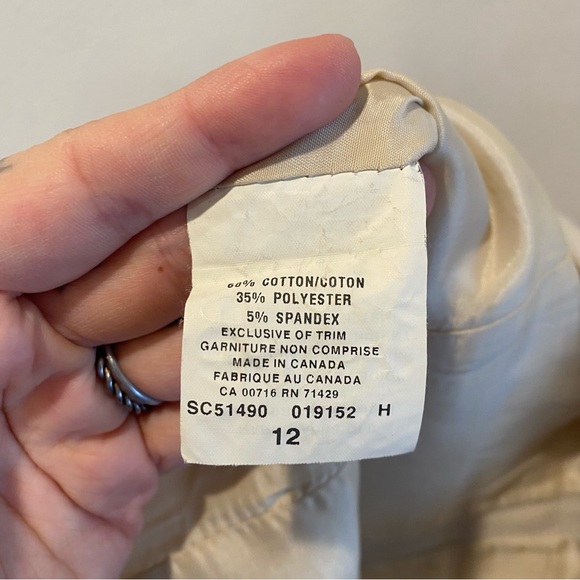 60% COTTON/COTON
35% POLYESTER
5% SPANDEX
EXCLUSIVE OF TRIM
GARNITURE NON COMPRISE
MADE IN CANADA
FABRIQUE AU CANADA
CA 00716 RN 71429
SC51490 019152 H
12